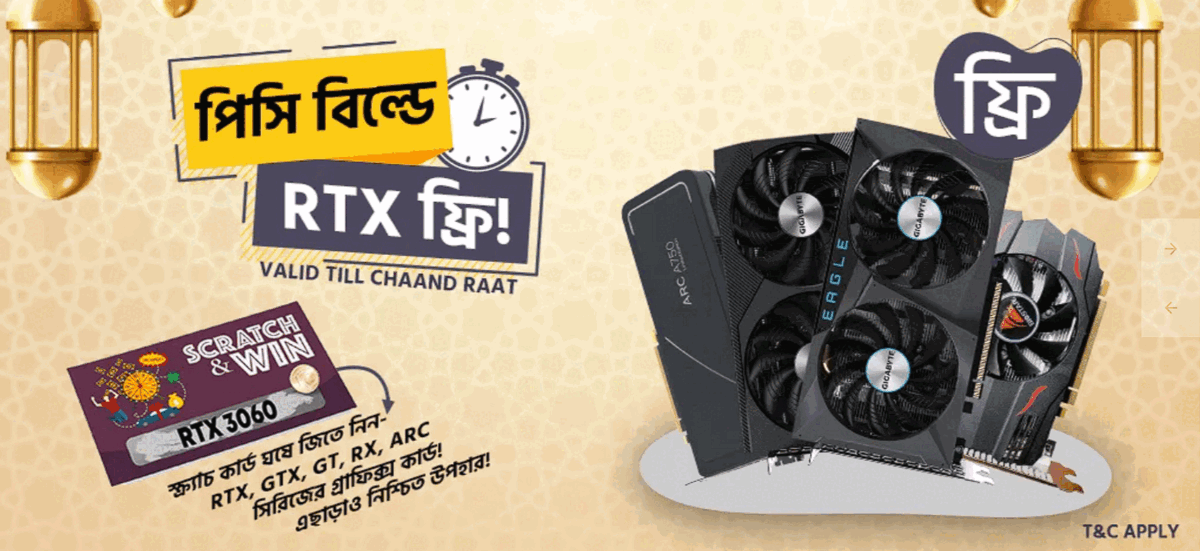 পিসি বিল্ডে
RTX ফ্রি!
VALID TILL CHAAND RAAT
SCRATCH
& WIN
RTX 3060
স্ক্র্যাচ কার্ড ঘষে জিতে নিন-
RTX, GTX, GT, RX, ARC
সিরিজের গ্রাফিক্স কার্ড!
এছাড়াও নিশ্চিত উপহার!
ফ্রি
ARC A750
GIGABYTE
GIGABYTE
EAGLE
GIGABYTE
T&C APPLY